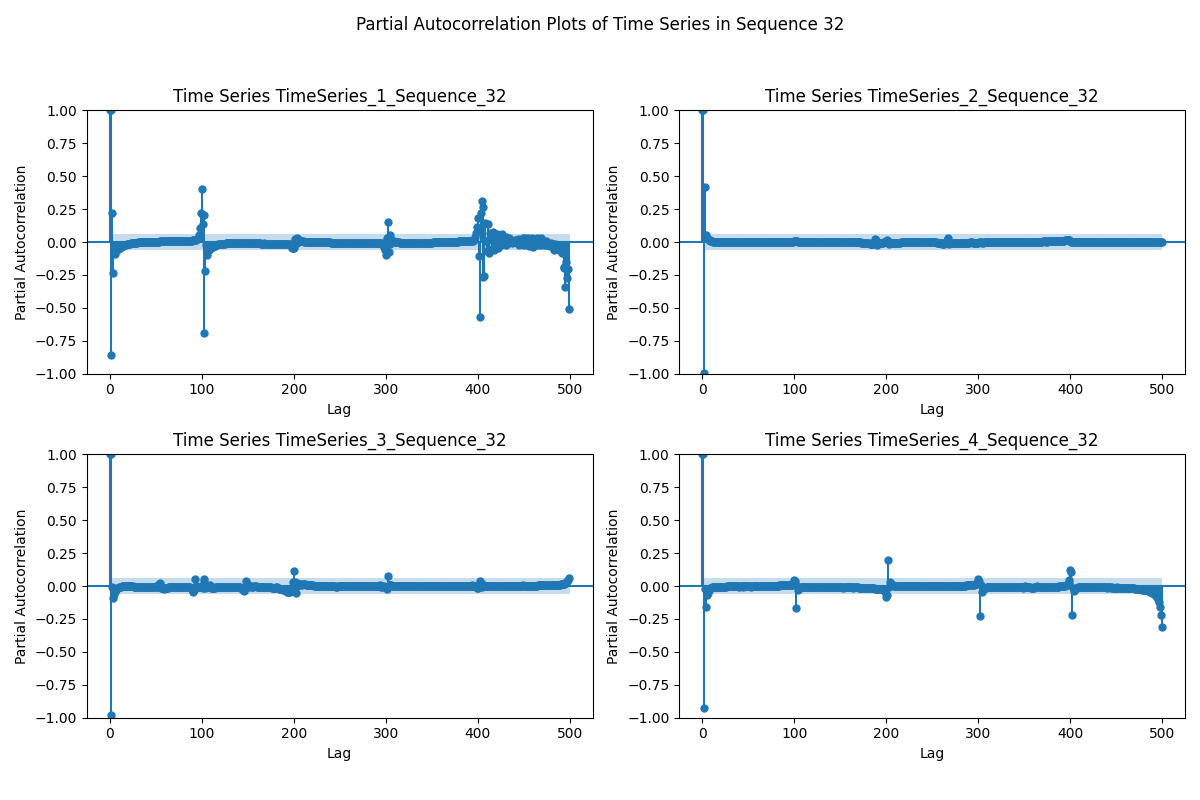 Partial Autocorrelation Plots of Time Series in Sequence 32
Time Series TimeSeries_1_Sequence_32
Partial Autocorrelation
1.00
0.75
0.50
0.25
0.00
−0.25
−0.50
−0.75
−1.00
0 100 200 300 400 500
Lag
Time Series TimeSeries_2_Sequence_32
Partial Autocorrelation
1.00
0.75
0.50
0.25
0.00
−0.25
−0.50
−0.75
−1.00
0 100 200 300 400 500
Lag
Time Series TimeSeries_3_Sequence_32
Partial Autocorrelation
1.00
0.75
0.50
0.25
0.00
−0.25
−0.50
−0.75
−1.00
0 100 200 300 400 500
Lag
Time Series TimeSeries_4_Sequence_32
Partial Autocorrelation
1.00
0.75
0.50
0.25
0.00
−0.25
−0.50
−0.75
−1.00
0 100 200 300 400 500
Lag